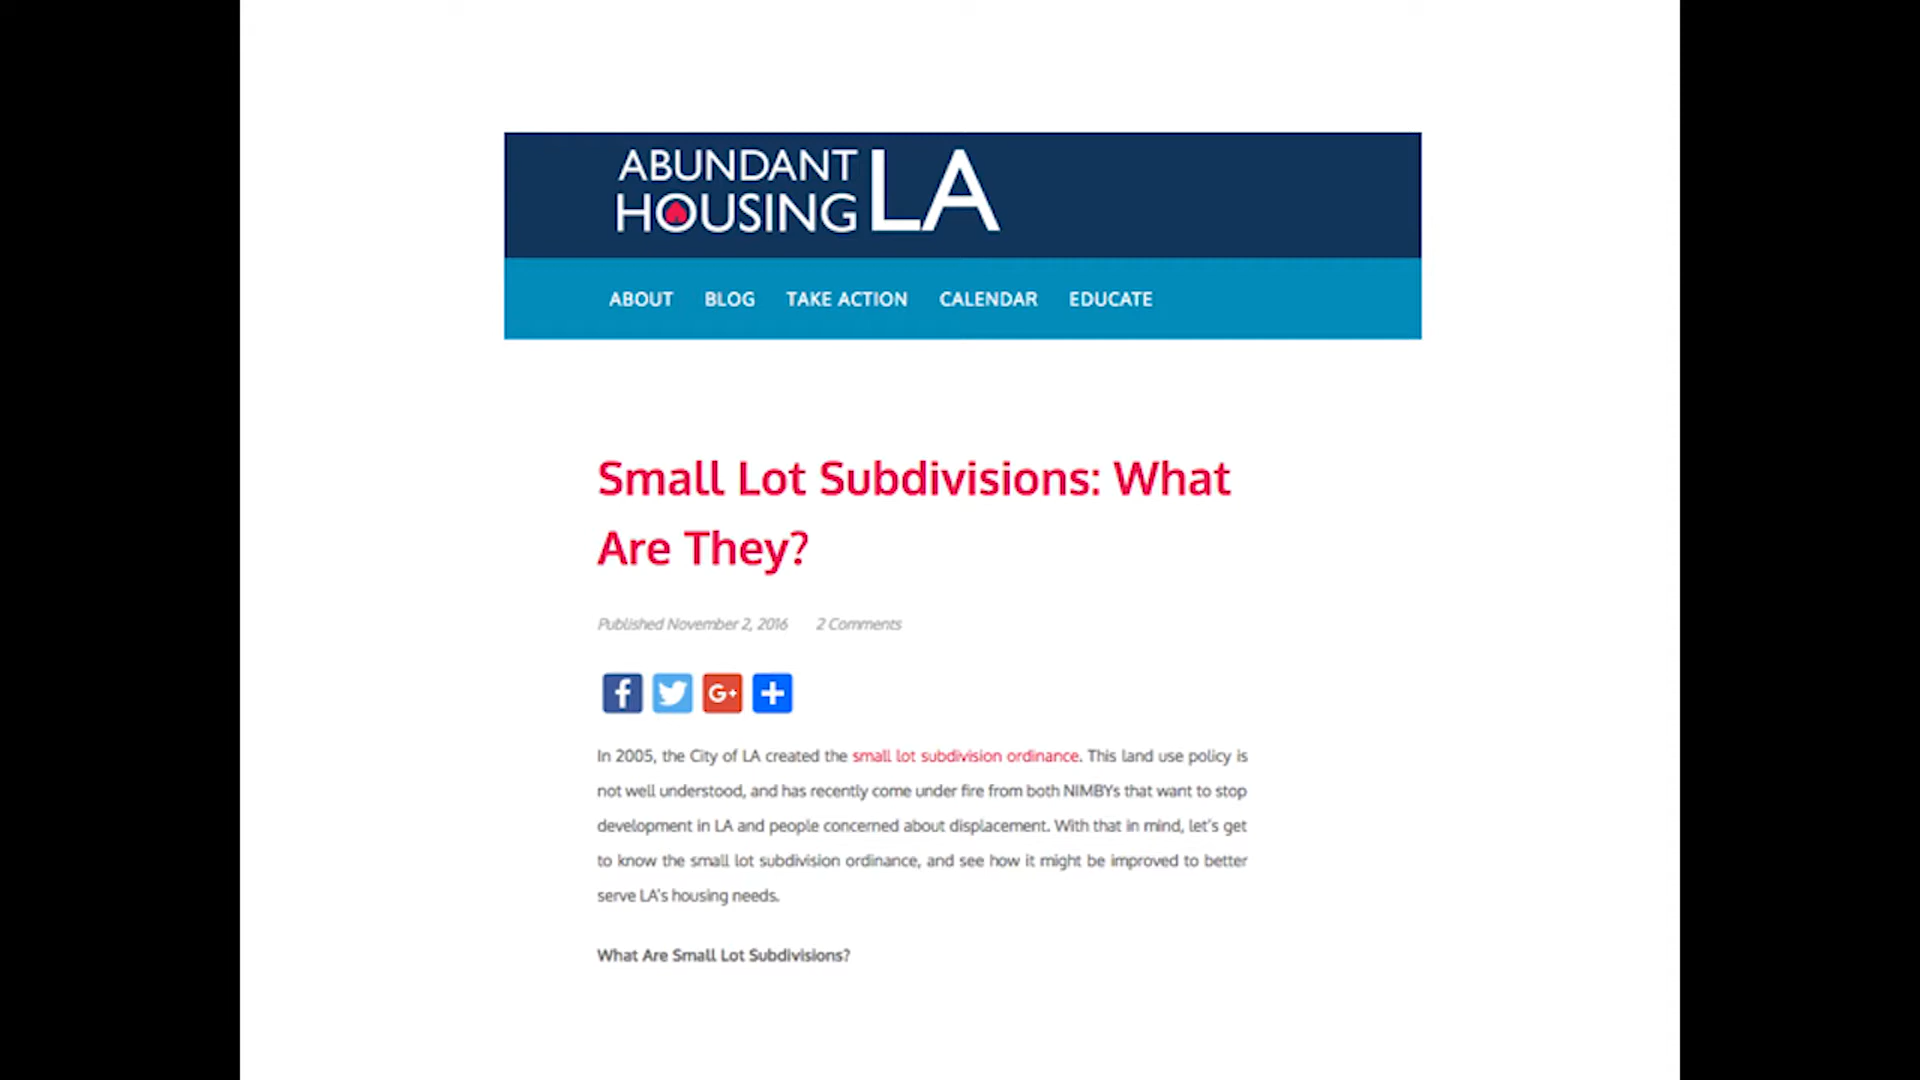 ABUNDANT
HOUSING LA
ABOUT BLOG TAKE ACTION CALENDAR EDUCATE
Small Lot Subdivisions: What
Are They?
Published November 2, 2016 2 Comments
In 2005, the City of LA created the small lot subdivision ordinance. This land use policy is
not well understood, and has recently come under fire from both NIMBYs that want to stop
development in LA and people concerned about displacement. With that in mind, let's get
to know the small lot subdivision ordinance, and see how it might be improved to better
serve LA's housing needs.
What Are Small Lot Subdivisions?